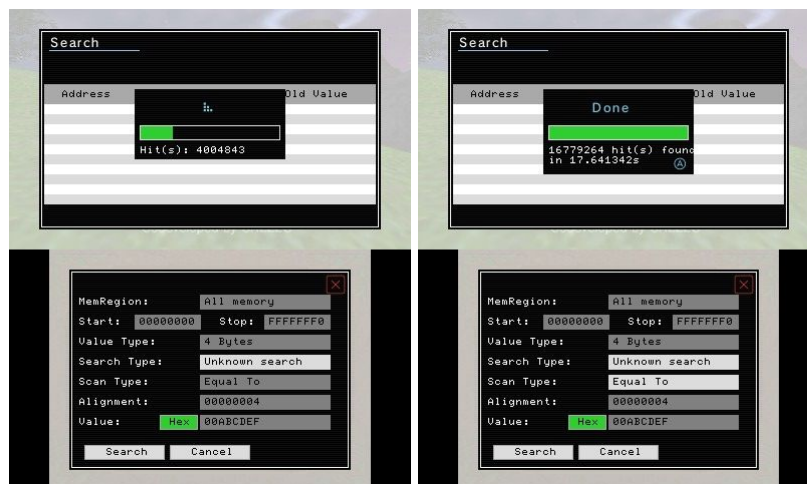 Search
Address Old Value
Hit(s): 4004843
MemRegion: All memory
Start: 00000000 Stop: FFFFFFF0
Value Type: 4 Bytes
Search Type: Unknown search
Scan Type: Equal To
Alignment: 00000004
Value: Hex 00ABCDEF
Search Cancel
Search
Address Old Value
Done
16779264 hit(s) foun
in 17.641342s A
MemRegion: All memory
Start: 00000000 Stop: FFFFFFF0
Value Type: 4 Bytes
Search Type: Unknown search
Scan Type: Equal To
Alignment: 00000004
Value: Hex 00ABCDEF
Search Cancel